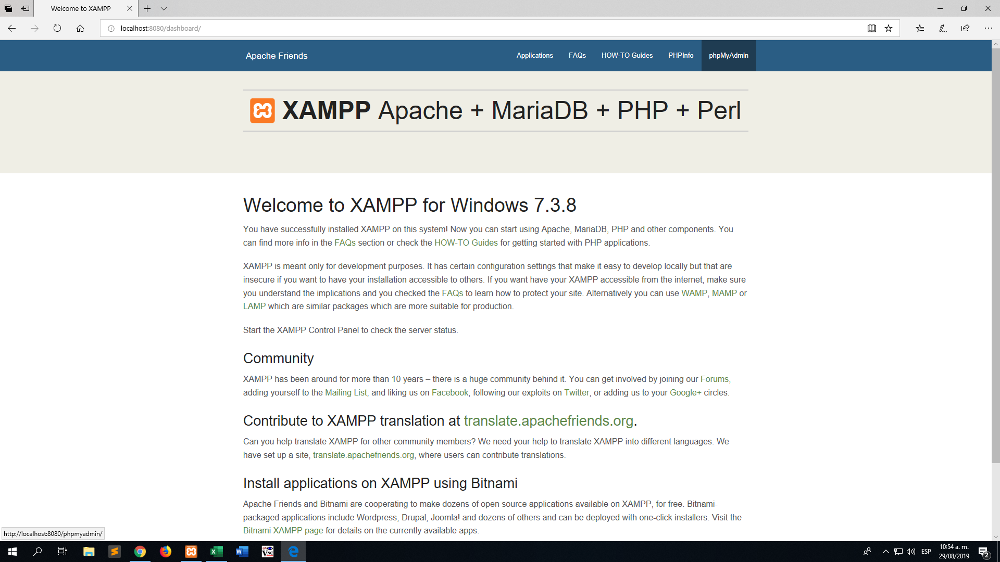 Welcome to XAMPP
localhost:8080/dashboard/
Apache Friends
Applications
FAQs
HOW-TO Guides
PHPInfo
phpMyAdmin
XAMPP Apache + MariaDB + PHP + Perl
Welcome to XAMPP for Windows 7.3.8
You have successfully installed XAMPP on this system! Now you can start using Apache, MariaDB, PHP and other components. You
can find more info in the FAQs section or check the HOW-TO Guides for getting started with PHP applications.
XAMPP is meant only for development purposes. It has certain configuration settings that make it easy to develop locally but that are
insecure if you want to have your installation accessible to others. If you want have your XAMPP accessible from the internet, make sure
you understand the implications and you checked the FAQs to learn how to protect your site. Alternatively you can use WAMP, MAMP or
LAMP which are similar packages which are more suitable for production.
Start the XAMPP Control Panel to check the server status.
Community
XAMPP has been around for more than 10 years – there is a huge community behind it. You can get involved by joining our Forums,
adding yourself to the Mailing List, and liking us on Facebook, following our exploits on Twitter, or adding us to your Google+ circles.
Contribute to XAMPP translation at translate.apachefriends.org.
Can you help translate XAMPP for other community members? We need your help to translate XAMPP into different languages. We
have set up a site, translate.apachefriends.org, where users can contribute translations.
Install applications on XAMPP using Bitnami
Apache Friends and Bitnami are cooperating to make dozens of open source applications available on XAMPP, for free. Bitnami-
packaged applications include Wordpress, Drupal, Joomla! and dozens of others and can be deployed with one-click installers. Visit the
Bitnami XAMPP page for details on the currently available apps.
http://localhost:8080/phpmyadmin/
VNC
ESP
10:54 a. m.
29/08/2019
2